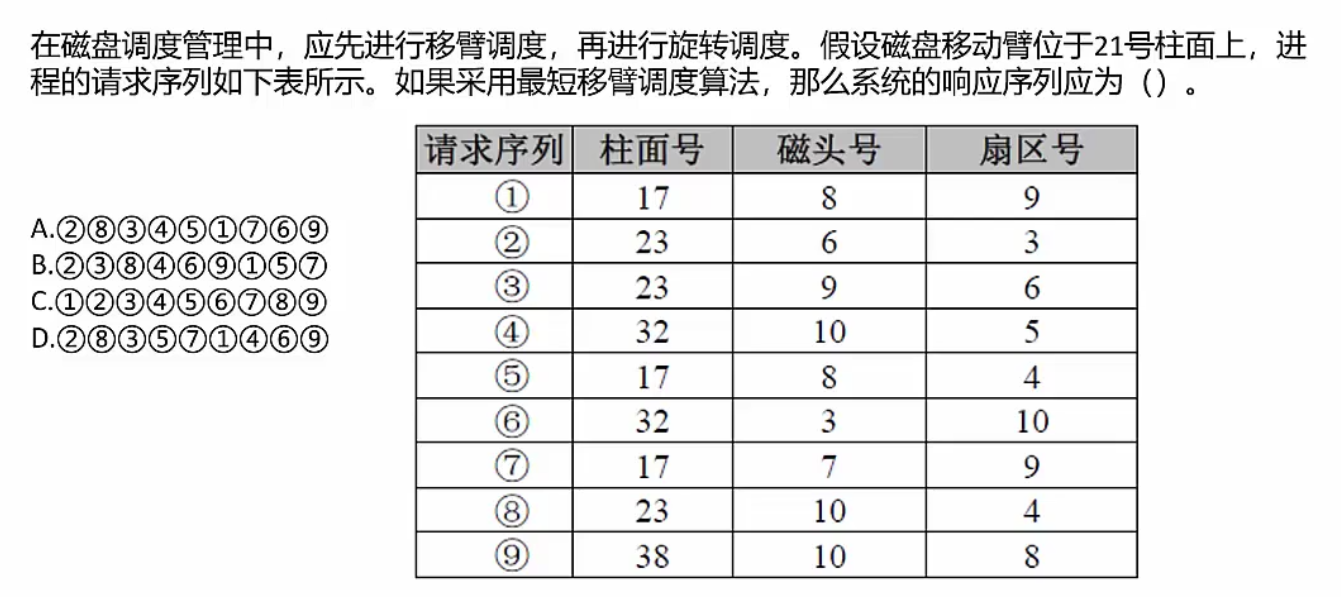 在磁盘调度管理中，应先进行移臂调度，再进行旋转调度。假设磁盘移动臂位于21号柱面上，进
程的请求序列如下表所示。如果采用最短移臂调度算法，那么系统的响应序列应为（）。
请求序列 柱面号 磁头号 扇区号
① 17 8 9
② 23 6 3
③ 23 9 6
④ 32 10 5
⑤ 17 8 4
⑥ 32 3 10
⑦ 17 7 9
⑧ 23 10 4
⑨ 38 10 8
A.②⑧③④⑤①⑦⑥⑨
B.②③⑧④⑥⑨①⑤⑦
C.①②③④⑤⑥⑦⑧⑨
D.②⑧③⑤⑦①④⑥⑨